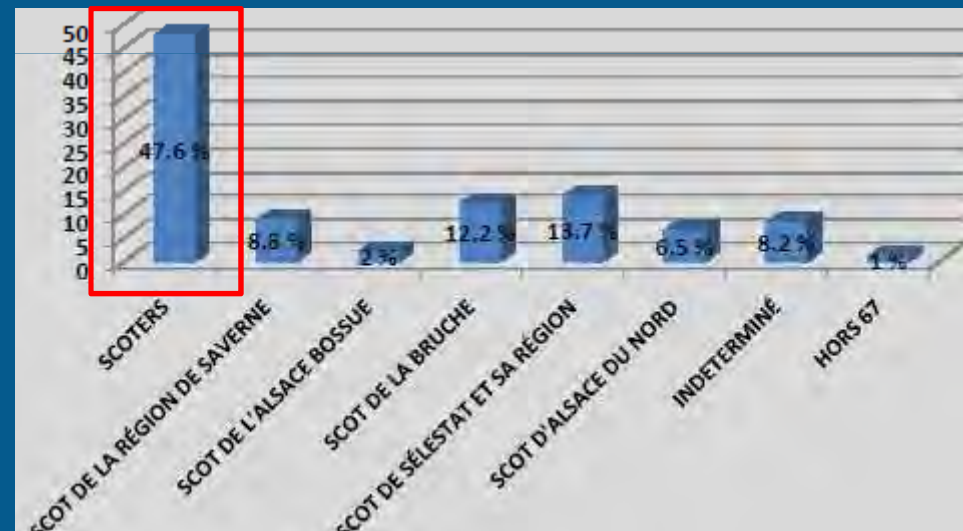 50
45
40
35
30
25
20
15
10
5
0
47.6 %
8.8 %
2 %
12.2 %
13.7 %
6.5 %
8.2 %
1 %
SCOTERS
SCOT DE LA RÉGION DE SAVERNE
SCOT DE L'ALSACE BOSSUE
SCOT DE LA BRUCHE
SCOT DE SÉLESTAT ET SA RÉGION
SCOT D'ALSACE DU NORD
INDETERMINÉ
HORS 67